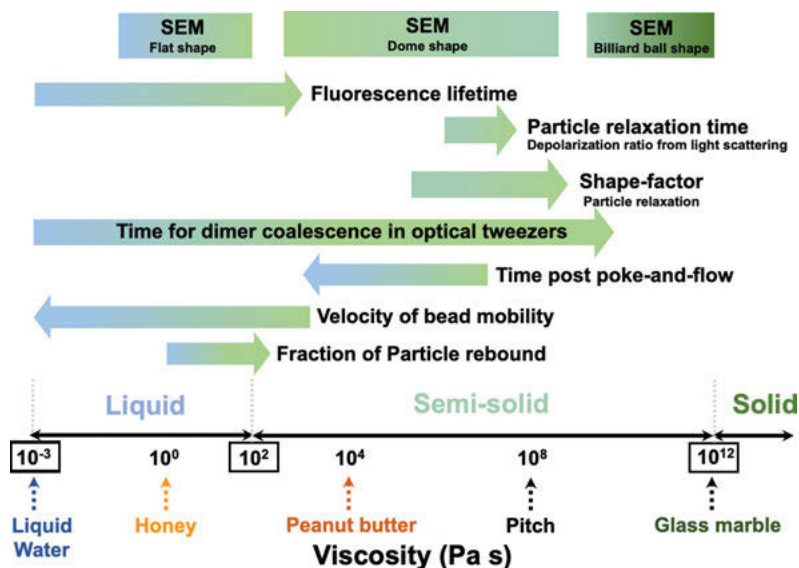 SEM
Flat shape
SEM
Dome shape
SEM
Billiard ball shape
Fluorescence lifetime
Particle relaxation time
Depolarization ratio from light scattering
Shape-factor
Particle relaxation
Time for dimer coalescence in optical tweezers
Time post poke-and-flow
Velocity of bead mobility
Fraction of Particle rebound
Liquid
Semi-solid
Solid
10⁻³
10⁰
10²
10⁴
10⁸
10¹²
Liquid
Water
Honey
Peanut butter
Pitch
Glass marble
Viscosity (Pa s)